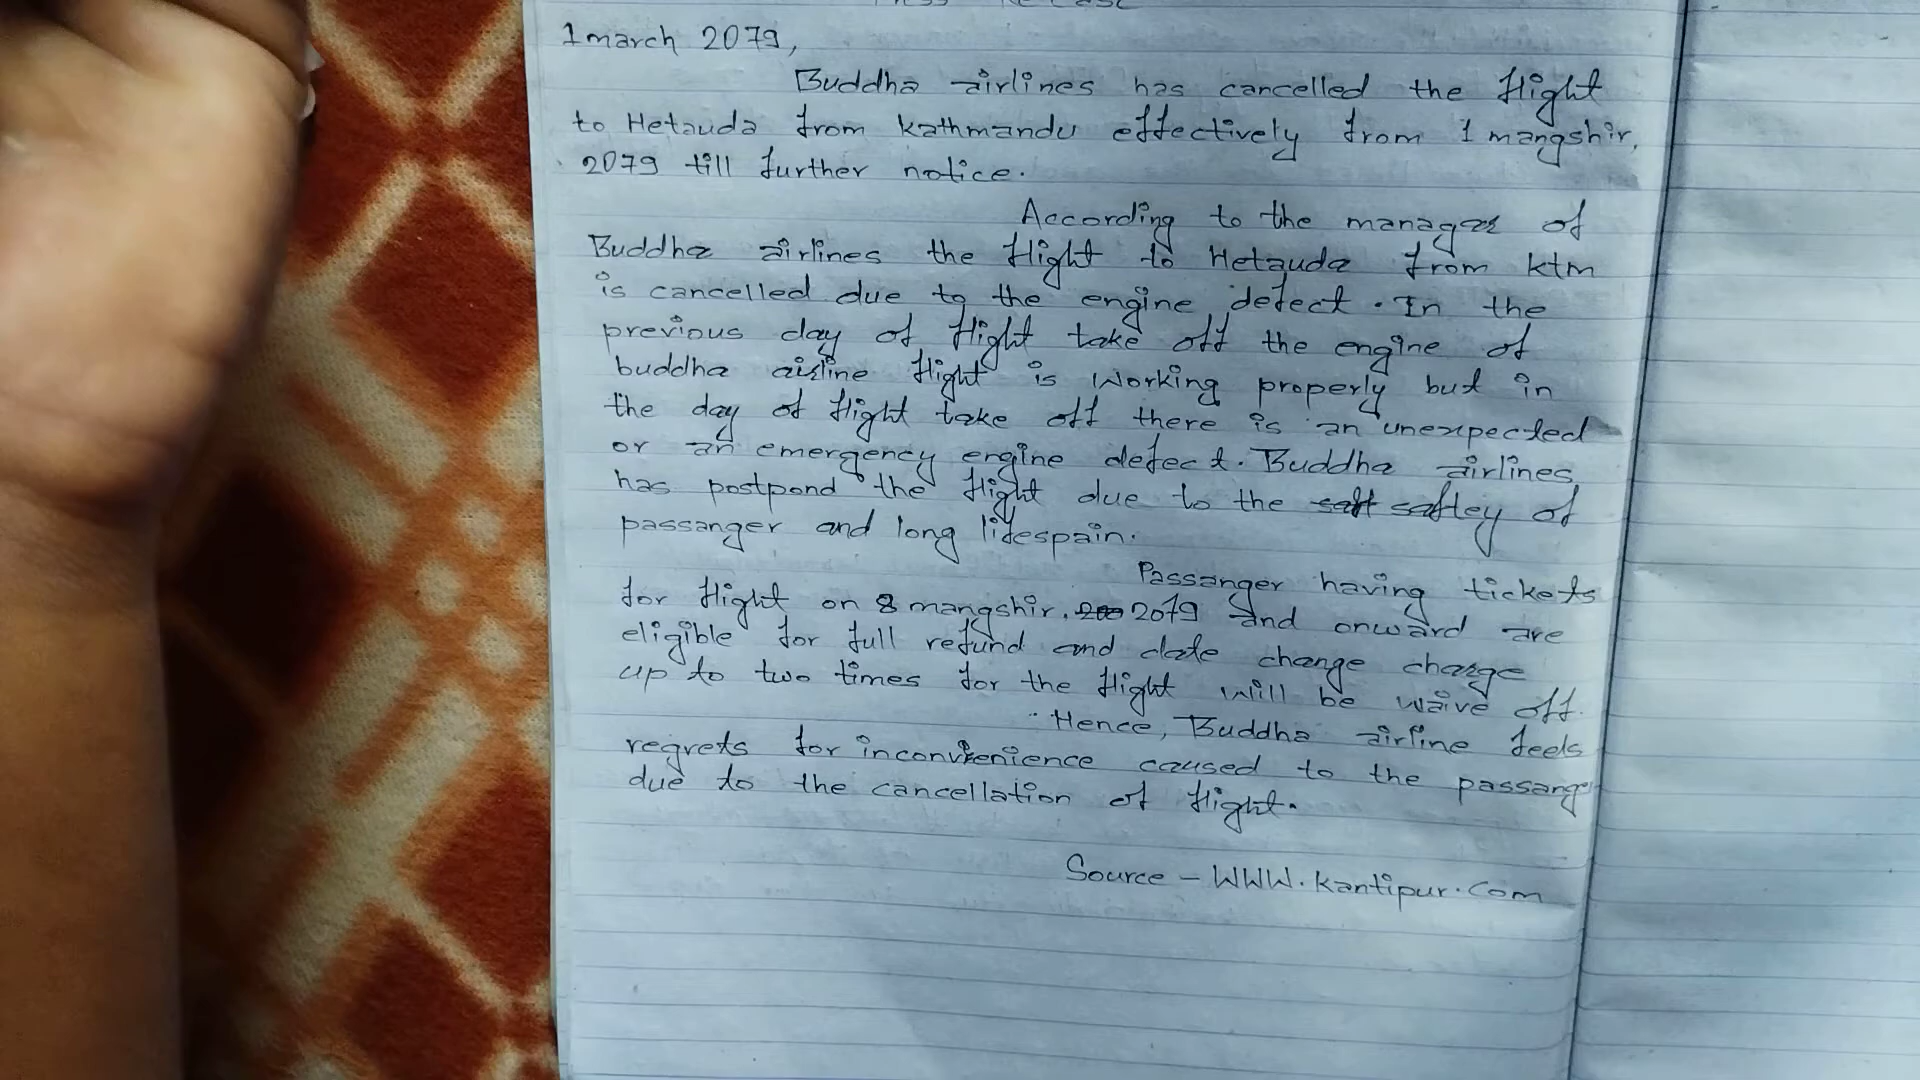 Press Release
1 march 2079,
Buddha airlines has cancelled the flight
to Hetauda from kathmandu effectively from 1 mangshir,
2079 till further notice.
According to the manager of
Buddha airlines the flight to Hetauda from ktm
is cancelled due to the engine defect. In the
previous day of flight take off the engine of
buddha airline flight is working properly but in
the day of flight take off there is an unexpected
or an emergency engine defect. Buddha airlines
has postpond the flight due to the saftey of
passanger and long lifespain.
Passanger having tickets
for flight on 8 mangshir. 2079 and onward are
eligible for full refund and date change charge
up to two times for the flight will be waive off.
Hence, Buddha airline feels
regrets for inconvienience caused to the passange
due to the cancellation of flight.
Source - WWW.kantipur.com